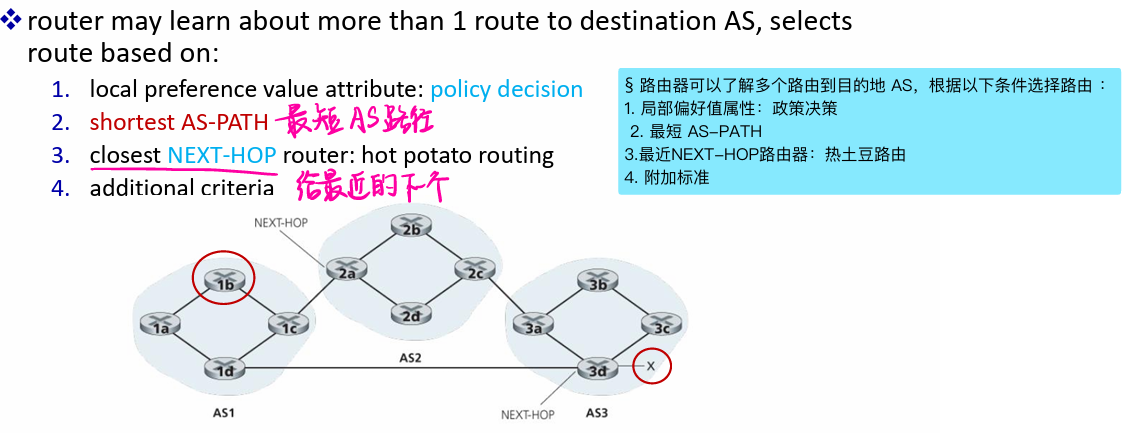 ❖ router may learn about more than 1 route to destination AS, selects
route based on:
1. local preference value attribute: policy decision
2. shortest AS-PATH 最短 AS 路径
3. closest NEXT-HOP router: hot potato routing
4. additional criteria 给最近的下个
§ 路由器可以了解多个路由到目的地 AS，根据以下条件选择路由：
1. 局部偏好值属性：政策决策
2. 最短 AS-PATH
3.最近NEXT-HOP路由器：热土豆路由
4. 附加标准
NEXT-HOP
2b
2a
2c
2d
1b
1a
1c
1d
3b
3a
3c
3d
X
AS2
AS1
NEXT-HOP
AS3